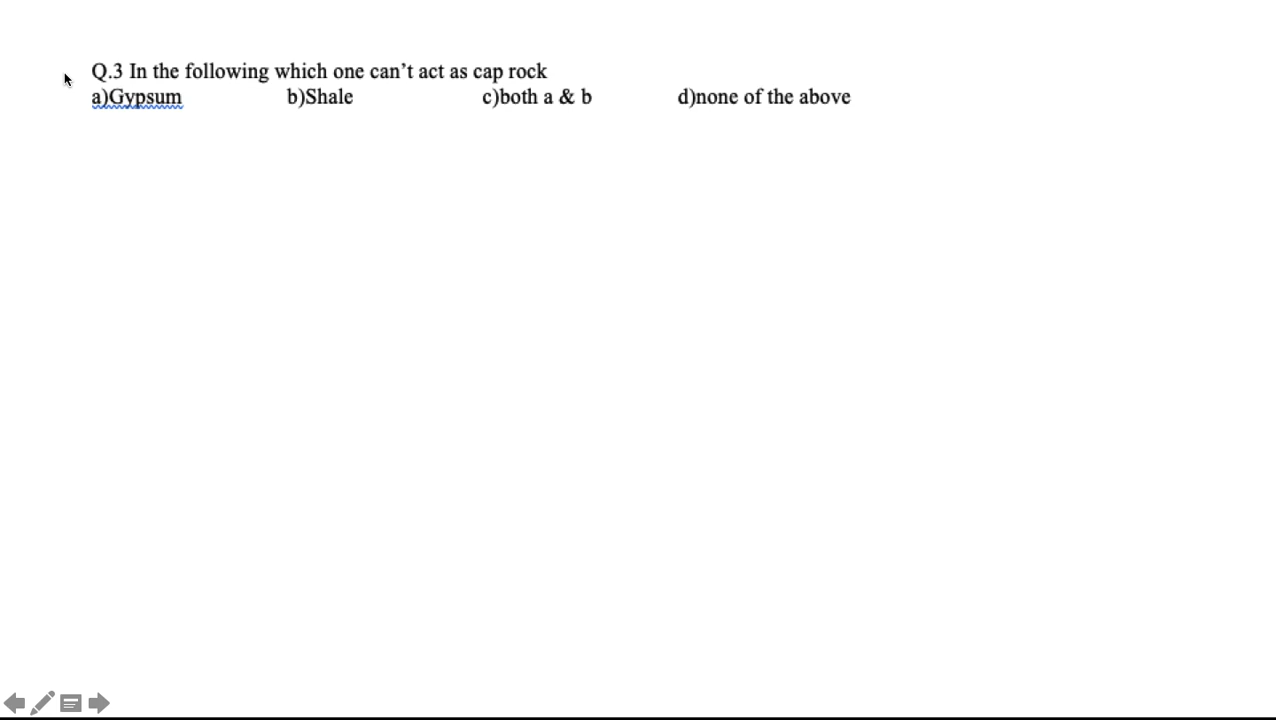 Q.3 In the following which one can’t act as cap rock
a)Gypsum b)Shale c)both a & b d)none of the above